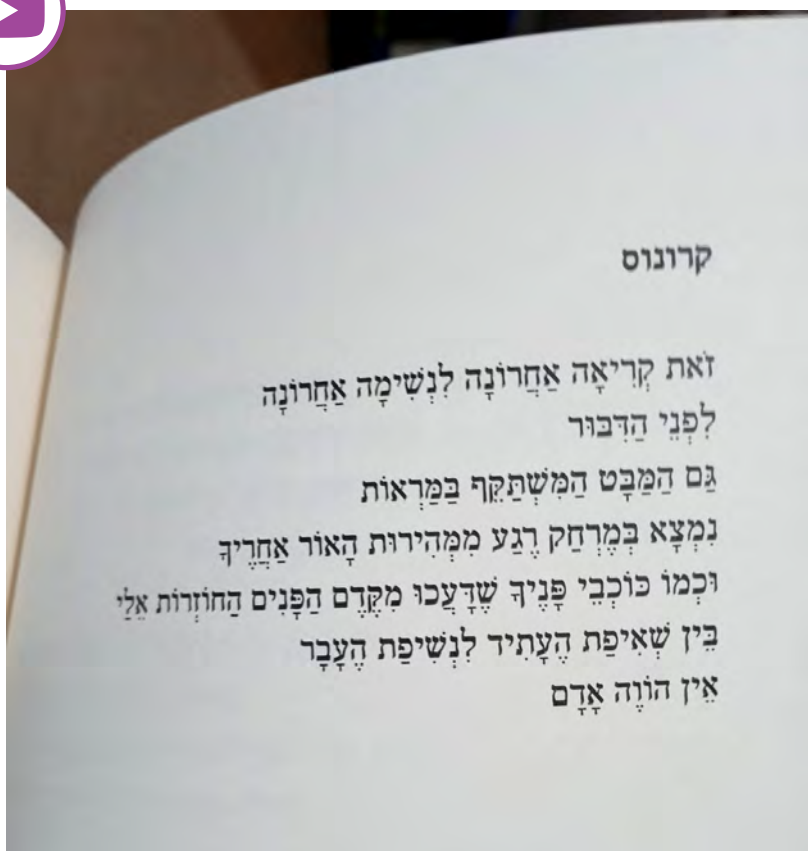 קרונוס
זֹאת קְרִיאָה אַחֲרוֹנָה לִנְשִׁימָה אַחֲרוֹנָה
לִפְנֵי הַדִּבּוּר
גַּם הַמַּבָּט הַמִּשְׁתַּקֵּף בַּמַּרְאוֹת
נִמְצָא בְּמֶרְחַק רֶגַע מִמְּהִירוּת הָאוֹר אַחֲרֶיךָ
וּכְמוֹ כּוֹכְבֵי פָּנֶיךָ שֶׁדָּעֲכוּ מִקֶּדֶם הַפָּנִים הַחוֹזְרוֹת אֵלַי
בֵּין שְׁאִיפַת הֶעָתִיד לִנְשִׁיפַת הֶעָבָר
אֵין הוֹוֶה אָדָם